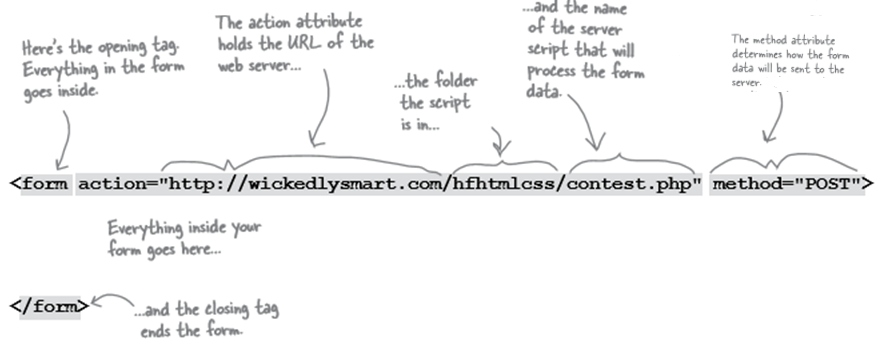 Here's the opening tag.
Everything in the form
goes inside.
The action attribute
holds the URL of the
web server...
...the folder
the script
is in...
...and the name
of the server
script that will
process the form
data.
The method attribute
determines how the form
data will be sent to the
server.
<form action="http://wickedlysmart.com/hfhtmlcss/contest.php" method="POST">
Everything inside your
form goes here...
</form>
...and the closing tag
ends the form.